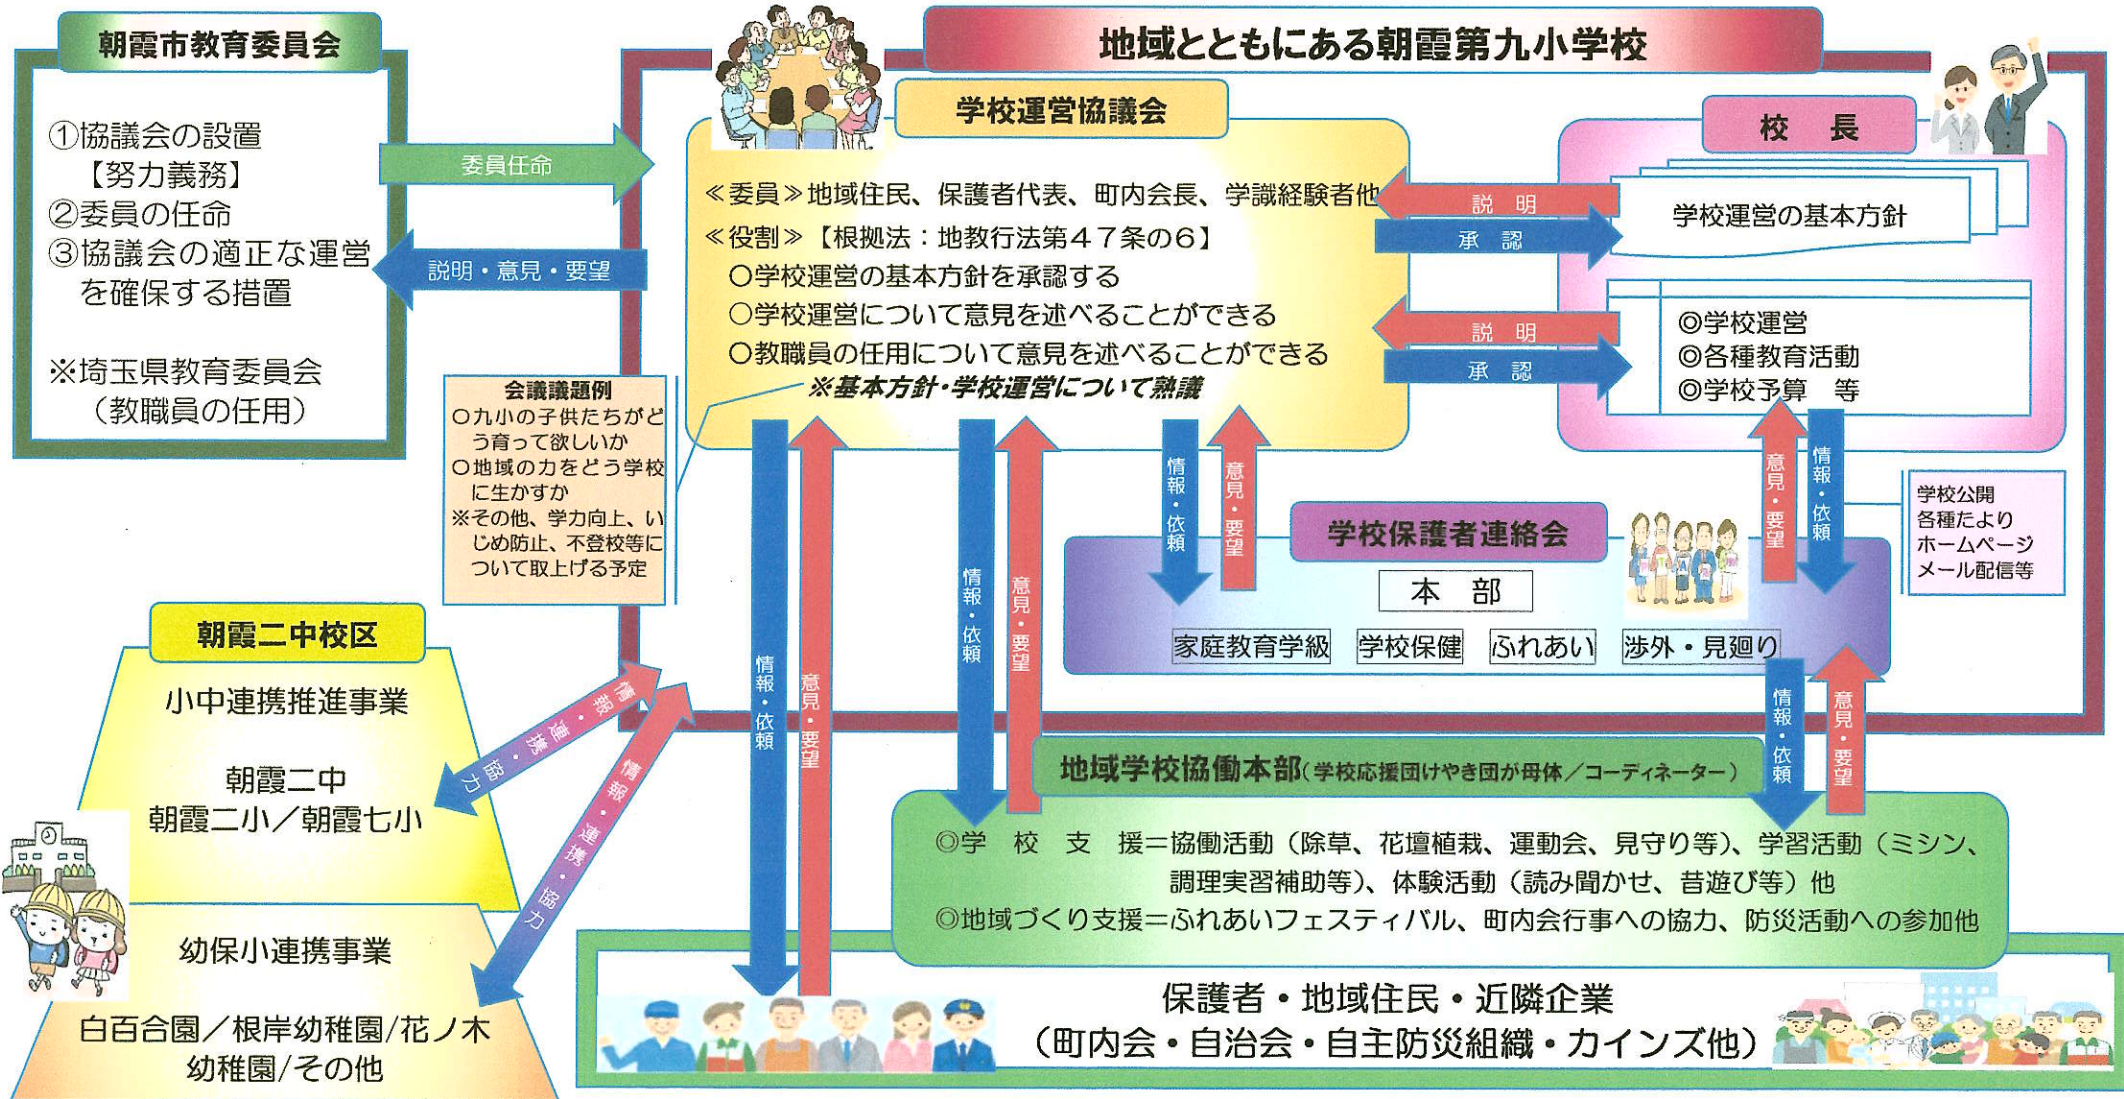 朝霞市教育委員会
①協議会の設置
【努力義務】
②委員の任命
③協議会の適正な運営
を確保する措置
※埼玉県教育委員会
（教職員の任用）
委員任命
説明・意見・要望
地域とともにある朝霞第九小学校
学校運営協議会
≪委員≫地域住民、保護者代表、町内会長、学識経験者他
≪役割≫【根拠法：地教行法第４７条の６】
〇学校運営の基本方針を承認する
〇学校運営について意見を述べることができる
〇教職員の任用について意見を述べることができる
※基本方針・学校運営について熟議
説　明
承　認
説　明
承　認
校　長
学校運営の基本方針
◎学校運営
◎各種教育活動
◎学校予算　等
会議議題例
〇九小の子供たちがど
う育って欲しいか
〇地域の力をどう学校
に生かすか
※その他、学力向上、い
じめ防止、不登校等に
ついて取上げる予定
情報・依頼
意見・要望
情報・依頼
意見・要望
情報・依頼
意見・要望
意見・要望
情報・依頼
学校公開
各種たより
ホームページ
メール配信等
学校保護者連絡会
本　部
家庭教育学級
学校保健
ふれあい
渉外・見廻り
情報・依頼
意見・要望
朝霞二中校区
小中連携推進事業
朝霞二中
朝霞二小／朝霞七小
情報・連携・協力
情報・連携・協力
幼保小連携事業
白百合園／根岸幼稚園/花ノ木
幼稚園/その他
地域学校協働本部（学校応援団けやき団が母体／コーディネーター）
◎学　校　支　援＝協働活動（除草、花壇植栽、運動会、見守り等）、学習活動（ミシン、
調理実習補助等）、体験活動（読み聞かせ、昔遊び等）他
◎地域づくり支援＝ふれあいフェスティバル、町内会行事への協力、防災活動への参加他
保護者・地域住民・近隣企業
（町内会・自治会・自主防災組織・カインズ他）